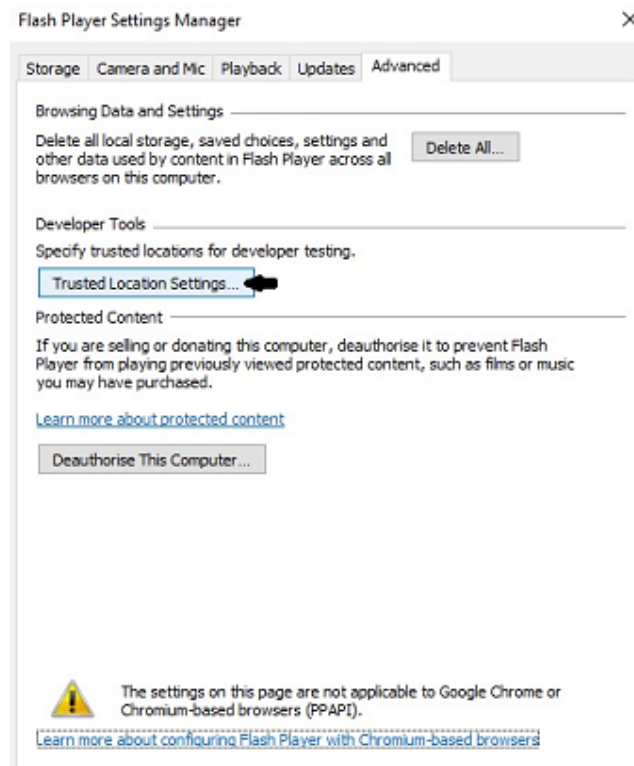 Flash Player Settings Manager
Storage Camera and Mic Playback Updates Advanced
Browsing Data and Settings
Delete all local storage, saved choices, settings and
other data used by content in Flash Player across all
browsers on this computer.
Delete All...
Developer Tools
Specify trusted locations for developer testing.
Trusted Location Settings...
Protected Content
If you are selling or donating this computer, deauthorise it to prevent Flash
Player from playing previously viewed protected content, such as films or music
you may have purchased.
Learn more about protected content
Deauthorise This Computer...
The settings on this page are not applicable to Google Chrome or
Chromium-based browsers (PPAPI).
Learn more about configuring Flash Player with Chromium-based browsers